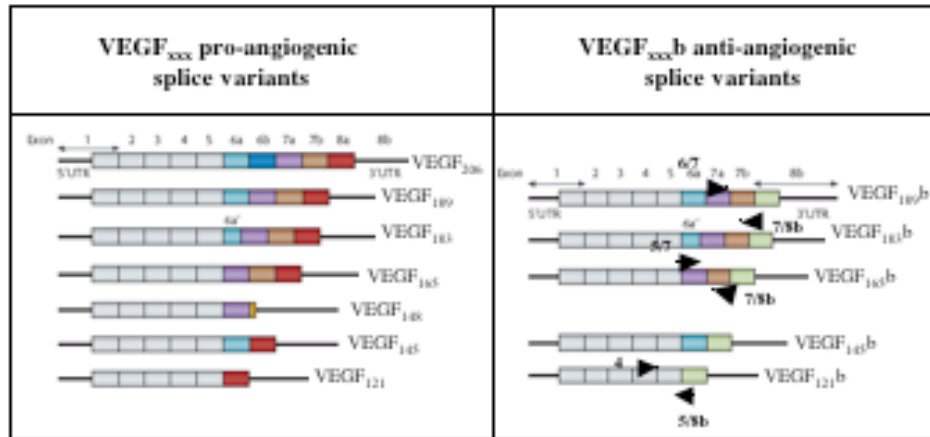 VEGFxxx pro-angiogenic
splice variants
VEGFxxxb anti-angiogenic
splice variants
Exon 1 2 3 4 5 6a 6b 7a 7b 8a 8b
5'UTR 3'UTR VEGF206
VEGF189
6a'
VEGF183
VEGF165
VEGF148
VEGF145
VEGF121
6/7
Exon 1 2 3 4 5 6a 7a 7b 8b
VEGF189b
5'UTR 3'UTR
6a' 7/8b
VEGF183b
5/7
VEGF165b
7/8b
VEGF145b
4
VEGF121b
5/8b